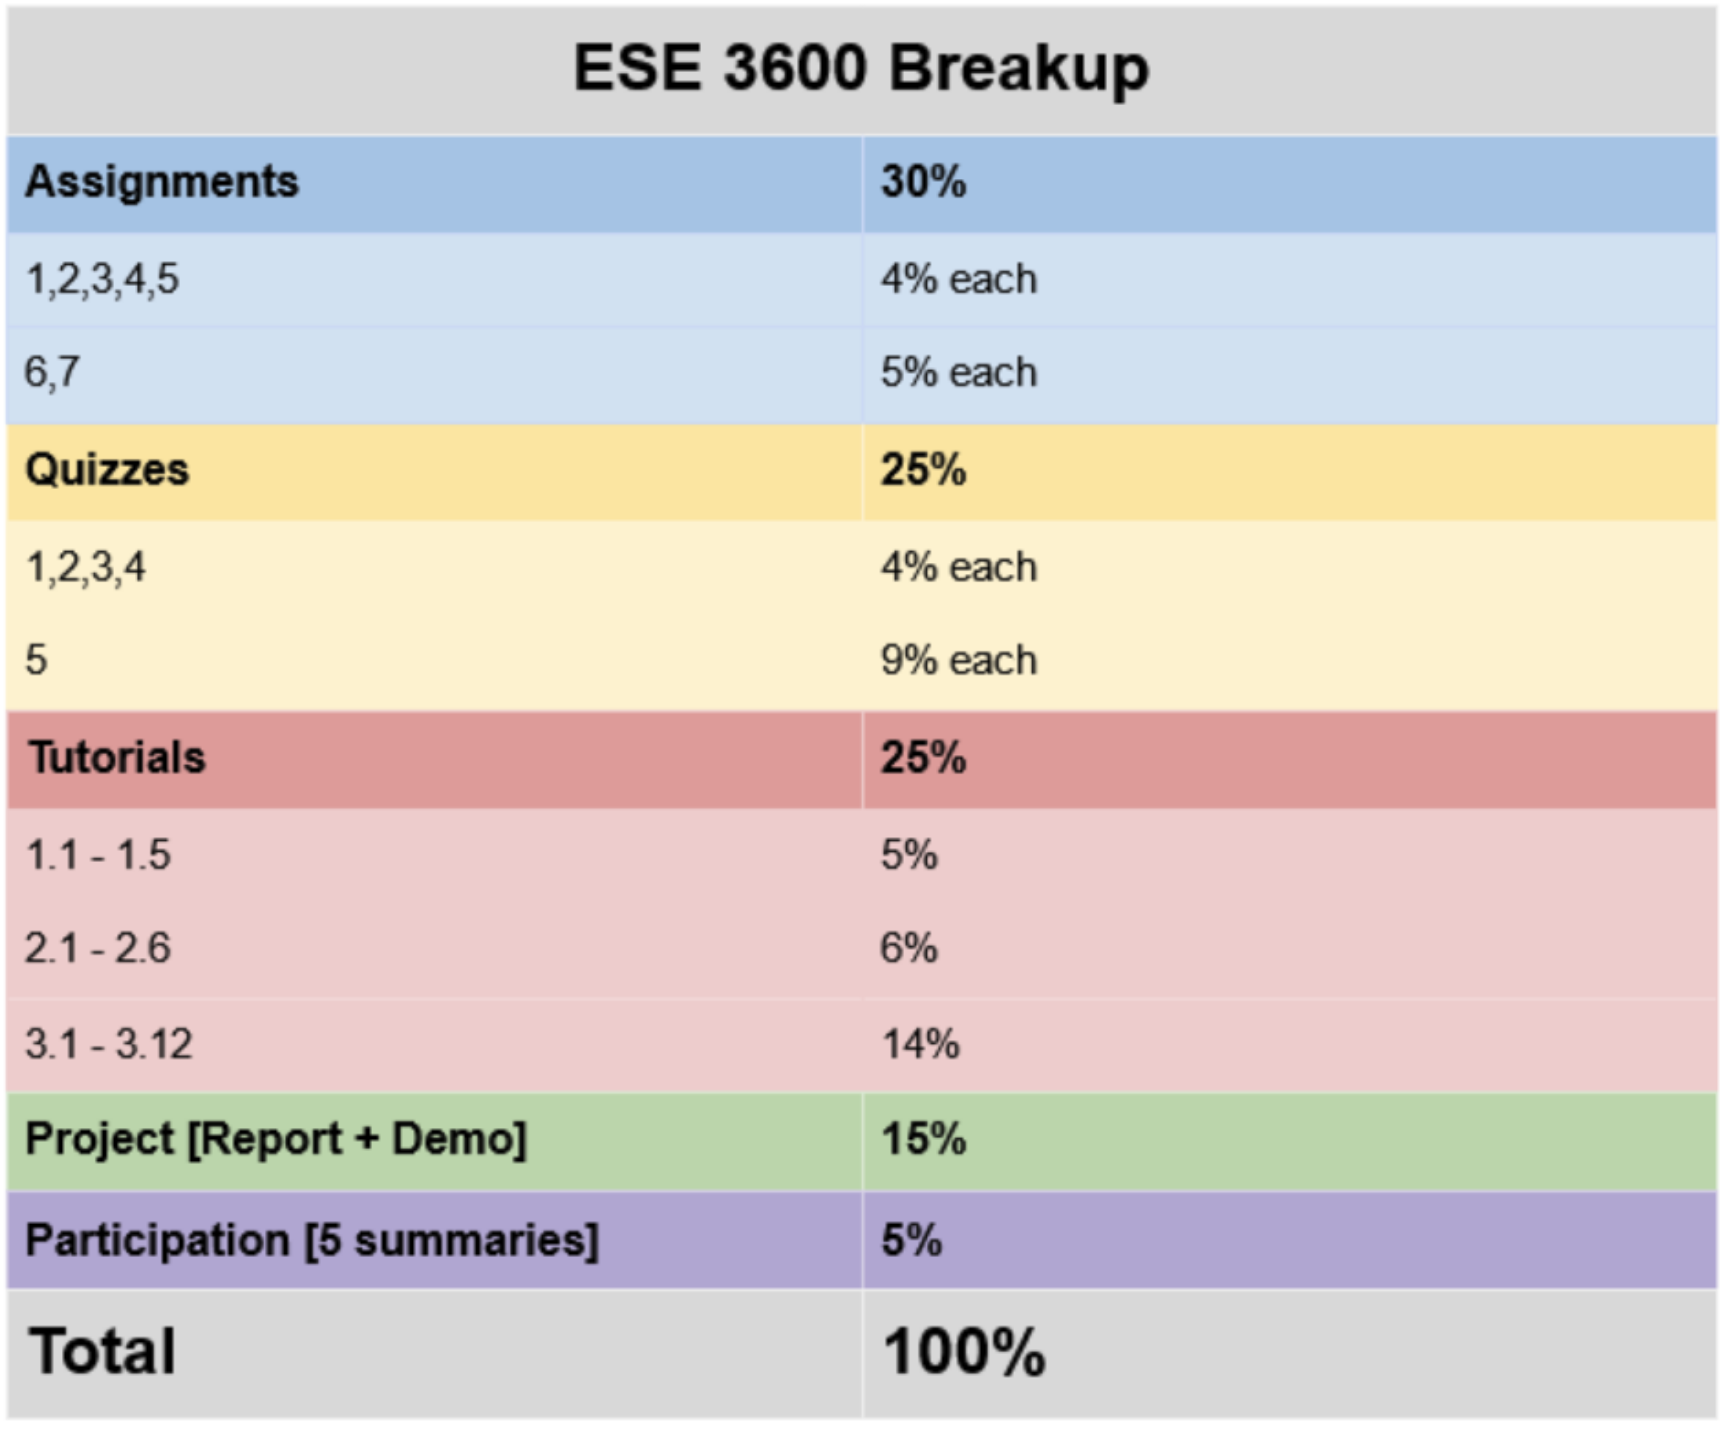 ESE 3600 Breakup
Assignments 30%
1,2,3,4,5 4% each
6,7 5% each
Quizzes 25%
1,2,3,4 4% each
5 9% each
Tutorials 25%
1.1 - 1.5 5%
2.1 - 2.6 6%
3.1 - 3.12 14%
Project [Report + Demo] 15%
Participation [5 summaries] 5%
Total 100%